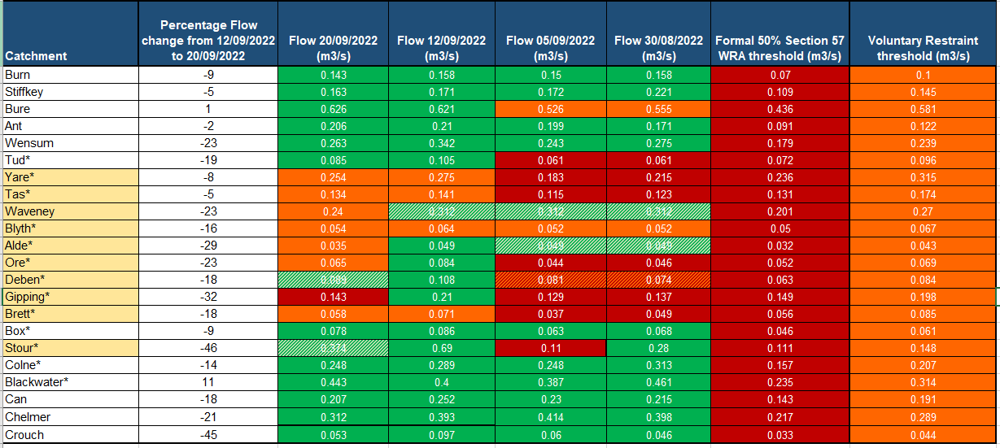 Catchment Percentage Flow change from 12/09/2022 to 20/09/2022 Flow 20/09/2022 (m3/s) Flow 12/09/2022 (m3/s) Flow 05/09/2022 (m3/s) Flow 30/08/2022 (m3/s) Formal 50% Section 57 WRA threshold (m3/s) Voluntary Restraint threshold (m3/s)
Burn -9 0.143 0.158 0.15 0.158 0.07 0.1
Stiffkey -5 0.163 0.171 0.172 0.221 0.109 0.145
Bure 1 0.626 0.621 0.526 0.555 0.436 0.581
Ant -2 0.206 0.21 0.199 0.171 0.091 0.122
Wensum -23 0.263 0.342 0.243 0.275 0.179 0.239
Tud* -19 0.085 0.105 0.061 0.061 0.072 0.096
Yare* -8 0.254 0.275 0.183 0.215 0.236 0.315
Tas* -5 0.134 0.141 0.115 0.123 0.131 0.174
Waveney -23 0.24 0.312 0.312 0.312 0.201 0.27
Blyth* -16 0.054 0.064 0.052 0.052 0.05 0.067
Alde* -29 0.035 0.049 0.049 0.049 0.032 0.043
Ore* -23 0.065 0.084 0.044 0.046 0.052 0.069
Deben* -18 0.089 0.108 0.081 0.074 0.063 0.084
Gipping* -32 0.143 0.21 0.129 0.137 0.149 0.198
Brett* -18 0.058 0.071 0.037 0.049 0.056 0.085
Box* -9 0.078 0.086 0.063 0.068 0.046 0.061
Stour* -46 0.374 0.69 0.11 0.28 0.111 0.148
Colne* -14 0.248 0.289 0.248 0.313 0.157 0.207
Blackwater* 11 0.443 0.4 0.387 0.461 0.235 0.314
Can -18 0.207 0.252 0.23 0.215 0.143 0.191
Chelmer -21 0.312 0.393 0.414 0.398 0.217 0.289
Crouch -45 0.053 0.097 0.06 0.046 0.033 0.044